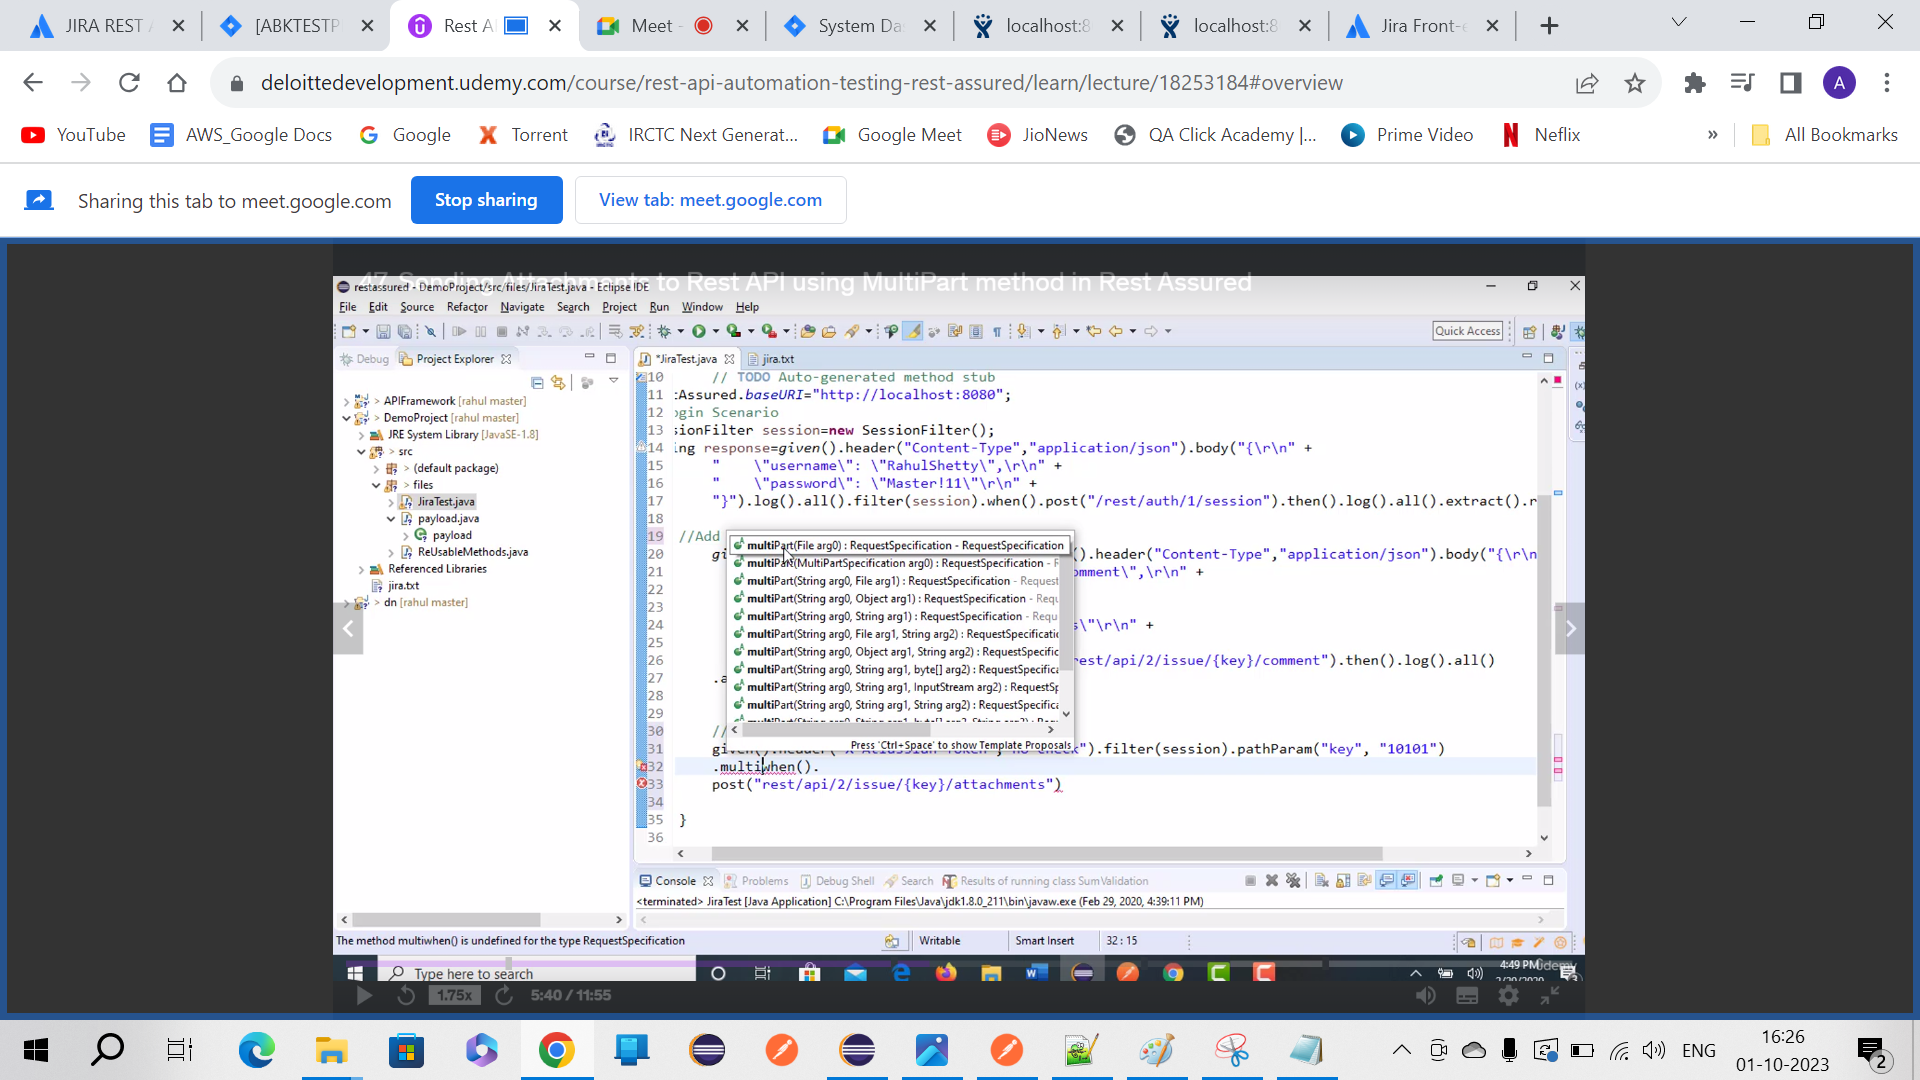 JIRA REST A
[ABKTESTP
Rest A
Meet -
System Da
localhost:8
localhost:8
Jira Front-e
deloittedevelopment.udemy.com/course/rest-api-automation-testing-rest-assured/learn/lecture/18253184#overview
A
YouTube
AWS_Google Docs
Google
Torrent
IRCTC Next Generat...
Google Meet
JioNews
QA Click Academy |...
Prime Video
Neflix
»
All Bookmarks
Sharing this tab to meet.google.com
Stop sharing
View tab: meet.google.com
47. Sending Attachments to Rest API using MultiPart method in Rest Assured
restassured - DemoProject/src/files/JiraTest.java - Eclipse IDE
File Edit Source Refactor Navigate Search Project Run Window Help
Quick Access
Debug
Project Explorer
*JiraTest.java
jira.txt
> APIFramework [rahul master]
> DemoProject [rahul master]
JRE System Library [JavaSE-1.8]
> src
> (default package)
> files
JiraTest.java
payload.java
payload
ReUsableMethods.java
Referenced Libraries
jira.txt
> dn [rahul master]
10 // TODO Auto-generated method stub
11 :Assured.baseURI="http://localhost:8080";
12 ogin Scenario
13 sionFilter session=new SessionFilter();
14 ing response=given().header("Content-Type","application/json").body("{\r\n" +
15 "    \"username\": \"RahulShetty\",\r\n" +
16 "    \"password\": \"Master!11\"\r\n" +
17 "}").log().all().filter(session).when().post("/rest/auth/1/session").then().log().all().extract().r
18
19 //Add
20 gi ().header("Content-Type","application/json").body("{\r\n
21 omment\",\r\n" +
22
23
24 s\"\r\n" +
25
26 rest/api/2/issue/{key}/comment").then().log().all()
27 .a
28
29
30 //
31 given().header( ).filter(session).pathParam("key", "10101")
32 .multiwhen().
33 post("rest/api/2/issue/{key}/attachments")
34
35 }
36
multiPart(File arg0) : RequestSpecification - RequestSpecification
multiPart(MultiPartSpecification arg0) : RequestSpecification - R
multiPart(String arg0, File arg1) : RequestSpecification - Request
multiPart(String arg0, Object arg1) : RequestSpecification - Requ
multiPart(String arg0, String arg1) : RequestSpecification - Requ
multiPart(String arg0, File arg1, String arg2) : RequestSpecificatio
multiPart(String arg0, Object arg1, String arg2) : RequestSpecific
multiPart(String arg0, String arg1, byte[] arg2) : RequestSpecifica
multiPart(String arg0, String arg1, InputStream arg2) : RequestSp
multiPart(String arg0, String arg1, String arg2) : RequestSpecifica
Press 'Ctrl+Space' to show Template Proposals
Console
Problems
Debug Shell
Search
Results of running class SumValidation
<terminated> JiraTest [Java Application] C:\Program Files\Java\jdk1.8.0_211\bin\javaw.exe (Feb 29, 2020, 4:39:11 PM)
The method multiwhen() is undefined for the type RequestSpecification
Writable
Smart Insert
32 : 15
Type here to search
4:49 PM
Udemy
1.75x
5:40 / 11:55
ENG
16:26
01-10-2023
2